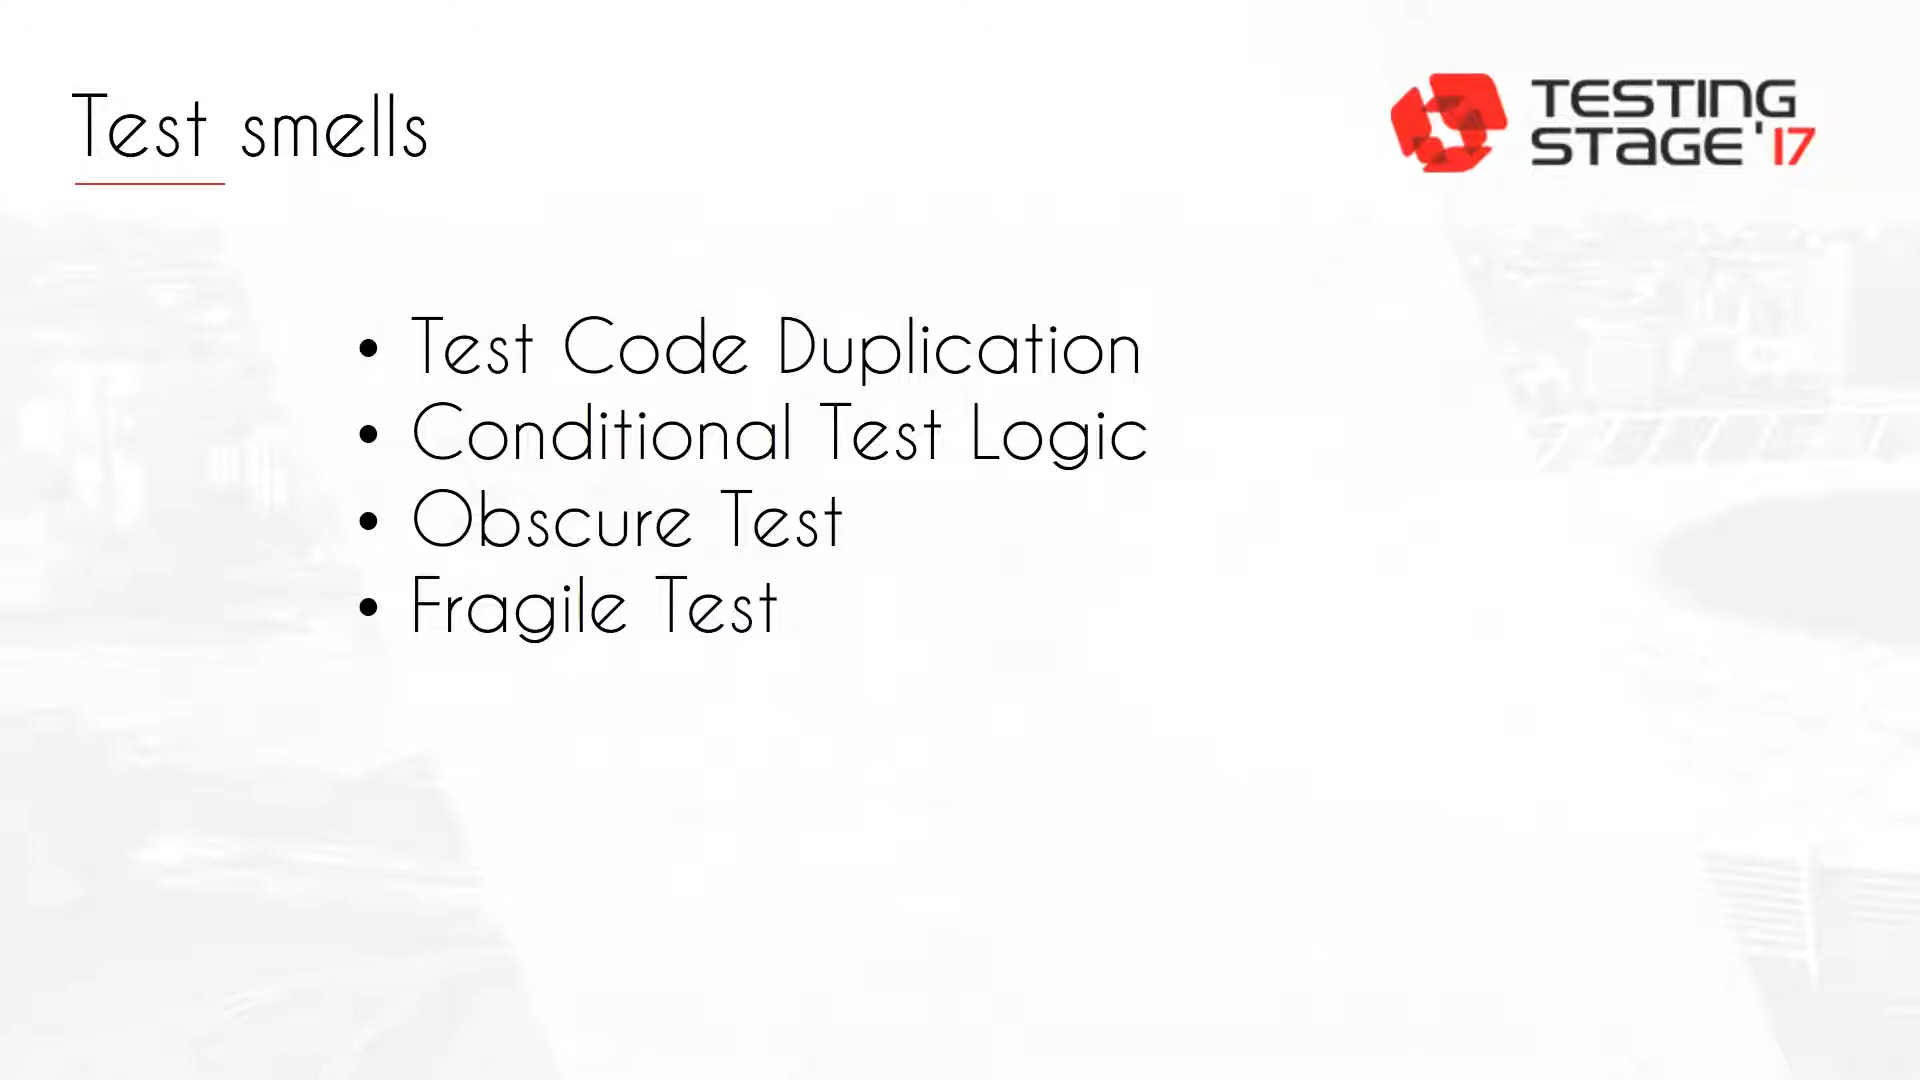 Test smells
TESTING
STAGE'17
• Test Code Duplication
• Conditional Test Logic
• Obscure Test
• Fragile Test